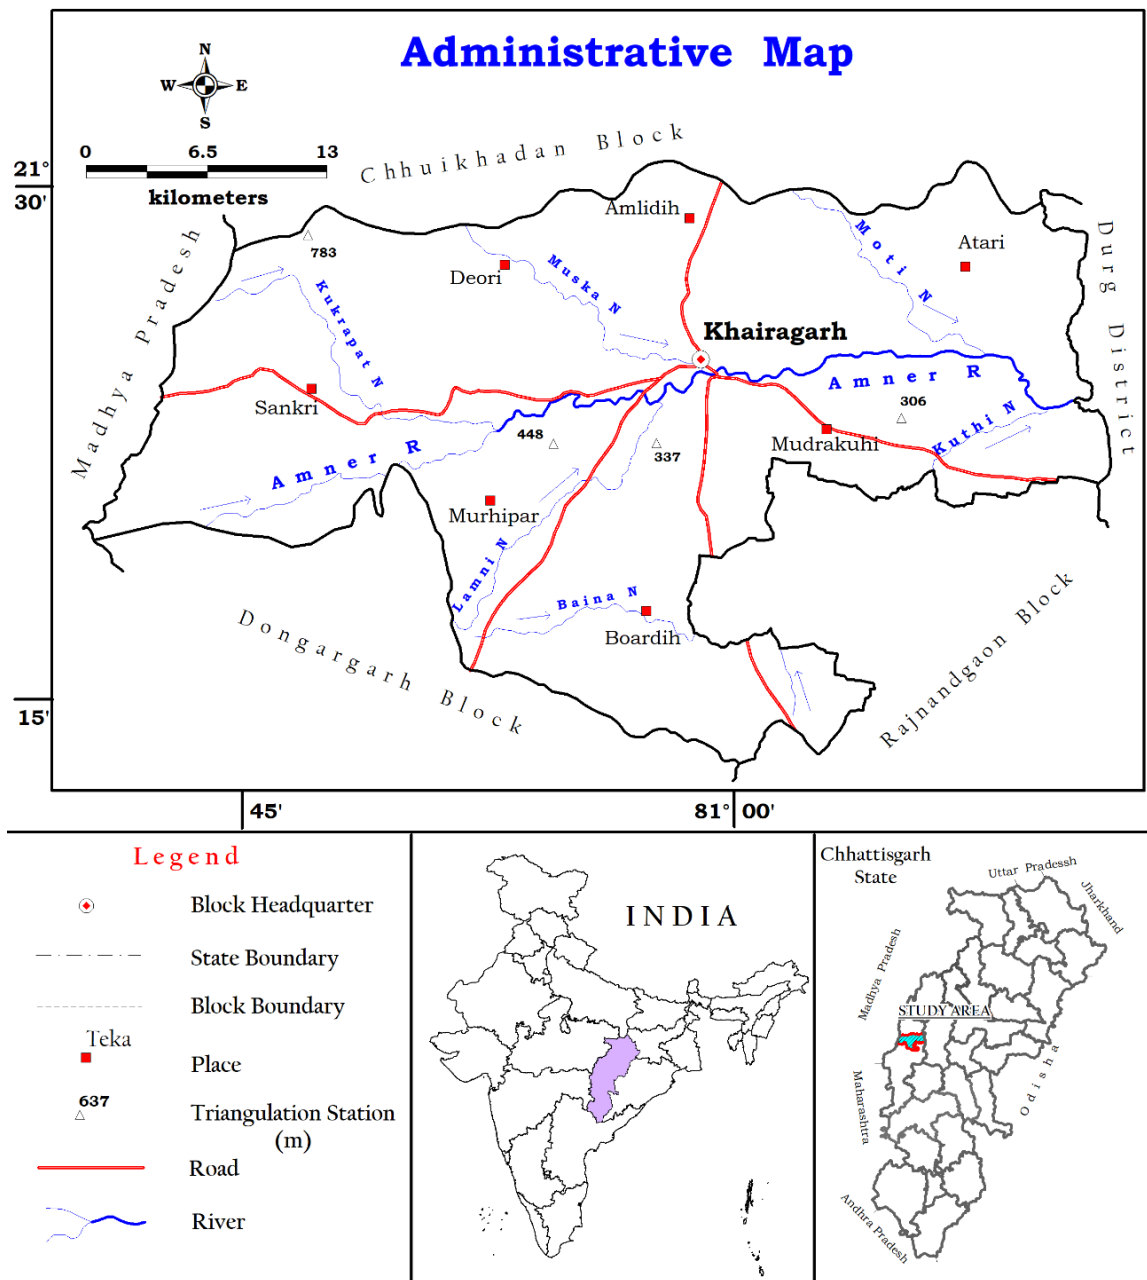 Administrative Map
N
W
E
S
0 6.5 13
kilometers
21°
30'
Chhuikhadan Block
Amlidih
783
Madhya Pradesh
Deori
Muska N
Moti N
Atari
Durg District
Kukrapat N
Khairagarh
Sankri
Amner R
306
448
337
Mudrakuhi
Kuthi N
Amner R
Murhipar
Lamni N
Baina N
Boardih
Dongargarh Block
Rajnandgaon Block
15'
45'
81° 00'
Legend
Block Headquarter
State Boundary
Block Boundary
Teka
Place
637
Triangulation Station
(m)
Road
River
INDIA
Chhattisgarh
State
Uttar Pradessh
Jharkhand
Madhya Pradesh
STUDY AREA
Odisha
Maharashtra
Andhra Pradesh